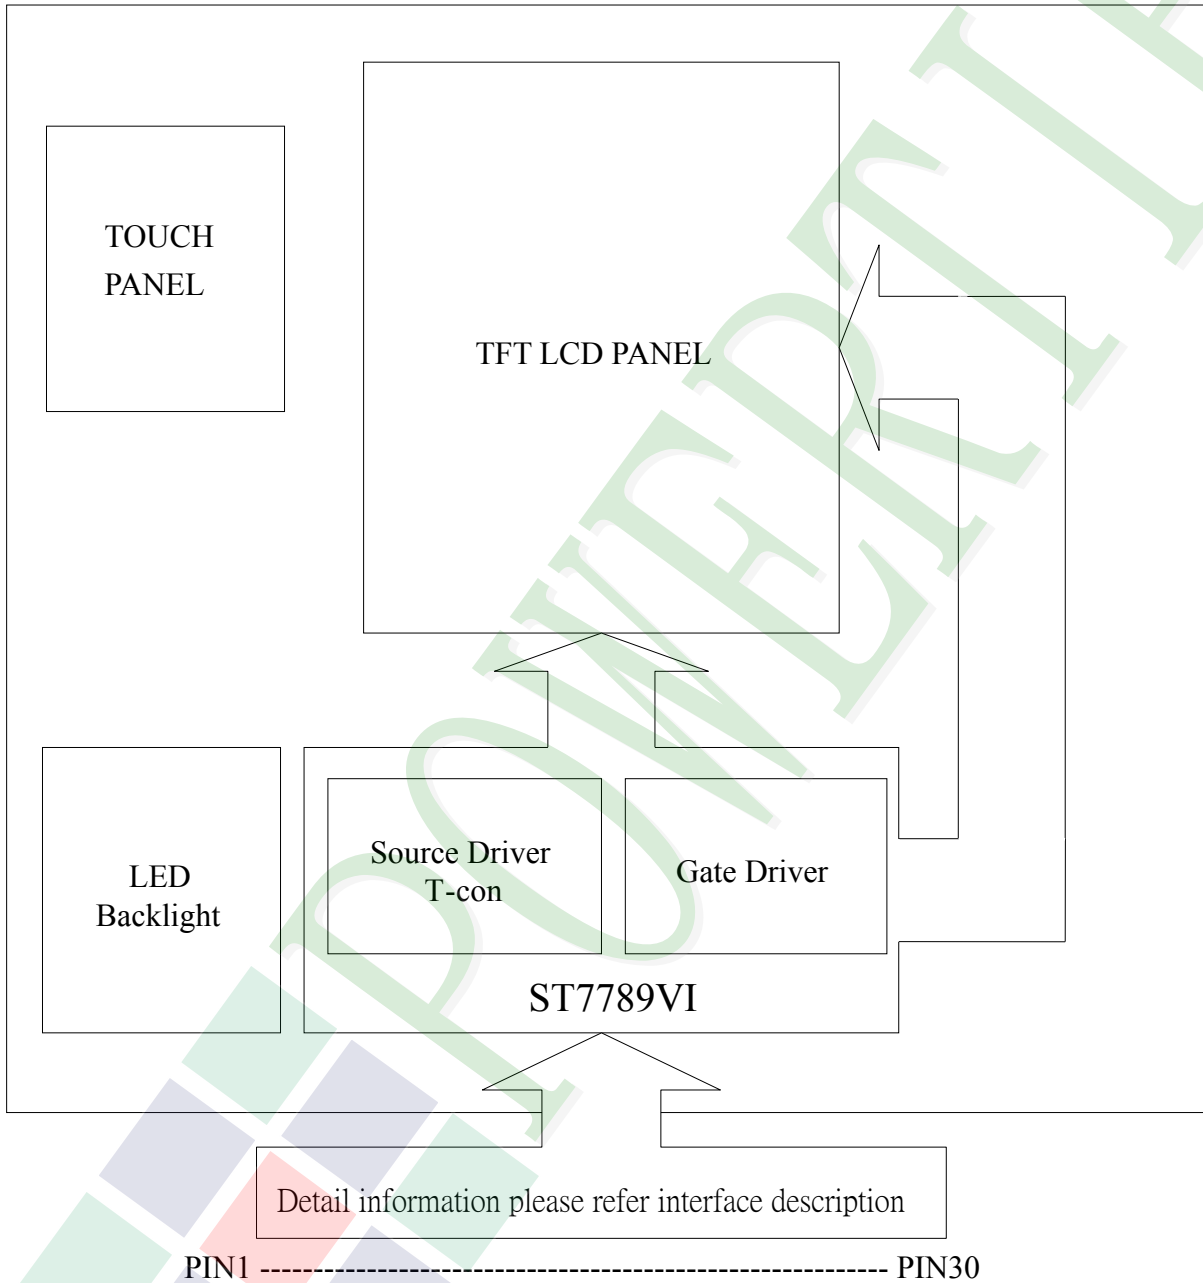 TOUCH
PANEL
TFT LCD PANEL
LED
Backlight
Source Driver
T-con
Gate Driver
ST7789VI
Detail information please refer interface description
PIN1 ------------------------------------------------------------ PIN30
POWERTI